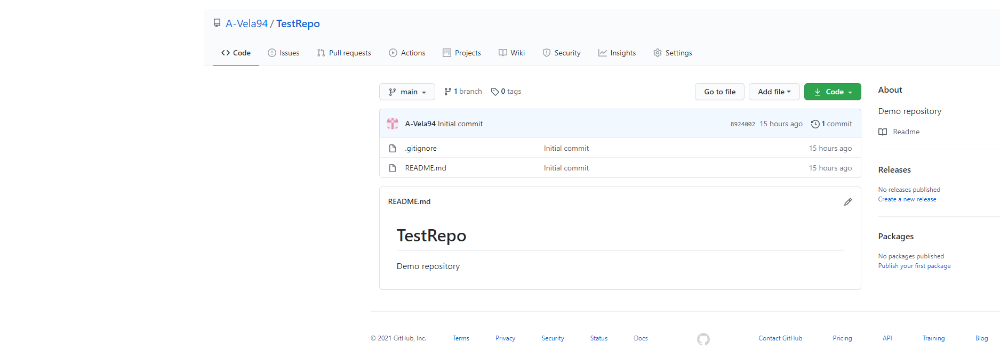 A-Vela94 / TestRepo
Code Issues Pull requests Actions Projects Wiki Security Insights Settings
main 1 branch 0 tags Go to file Add file Code
A-Vela94 Initial commit 8924002 15 hours ago 1 commit
.gitignore Initial commit 15 hours ago
README.md Initial commit 15 hours ago
README.md
TestRepo
Demo repository
About
Demo repository
Readme
Releases
No releases published
Create a new release
Packages
No packages published
Publish your first package
© 2021 GitHub, Inc. Terms Privacy Security Status Docs Contact GitHub Pricing API Training Blog